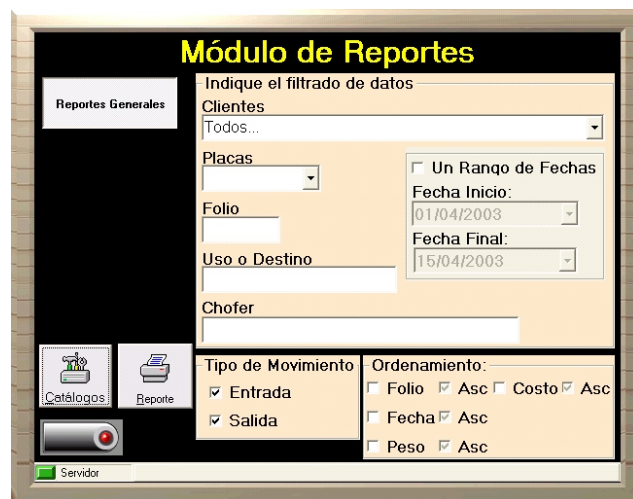 Módulo de Reportes
Reportes Generales
Indique el filtrado de datos
Clientes
Todos...
Placas
Un Rango de Fechas
Fecha Inicio:
01/04/2003
Folio
Fecha Final:
15/04/2003
Uso o Destino
Chofer
Tipo de Movimiento
Entrada
Salida
Ordenamiento:
Folio Asc Costo Asc
Fecha Asc
Peso Asc
Catálogos
Reporte
Servidor